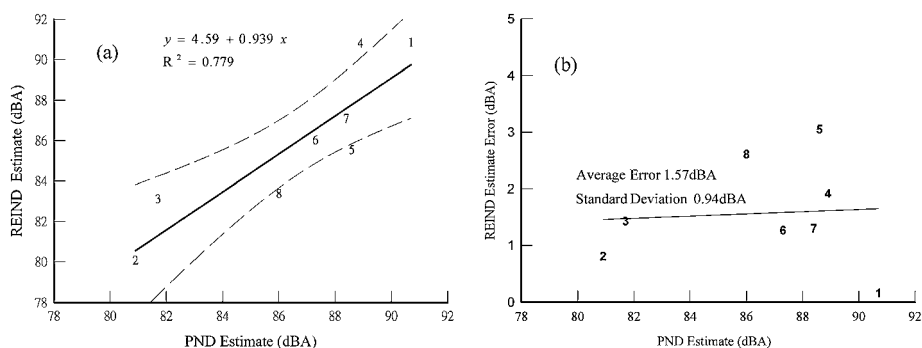 (a)
y = 4.59 + 0.939 x
R 2 = 0.779
REIND Estimate (dBA)
92
90
88
86
84
82
80
78
1
4
7
6
5
3
8
2
78 80 82 84 86 88 90 92
PND Estimate (dBA)
(b)
REIND Estimate Error (dBA)
5
4
3
2
1
0
5
8
Average Error 1.57dBA
Standard Deviation 0.94dBA
4
3
6
7
2
1
78 80 82 84 86 88 90 92
PND Estimate (dBA)